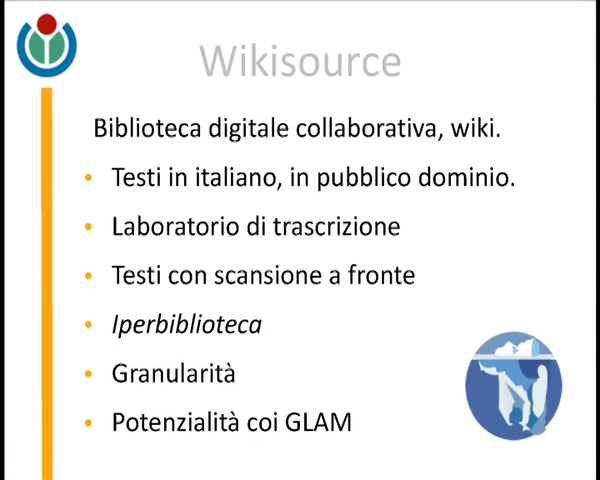 Wikisource
Biblioteca digitale collaborativa, wiki.
• Testi in italiano, in pubblico dominio.
• Laboratorio di trascrizione
• Testi con scansione a fronte
• Iperbiblioteca
• Granularità
• Potenzialità coi GLAM